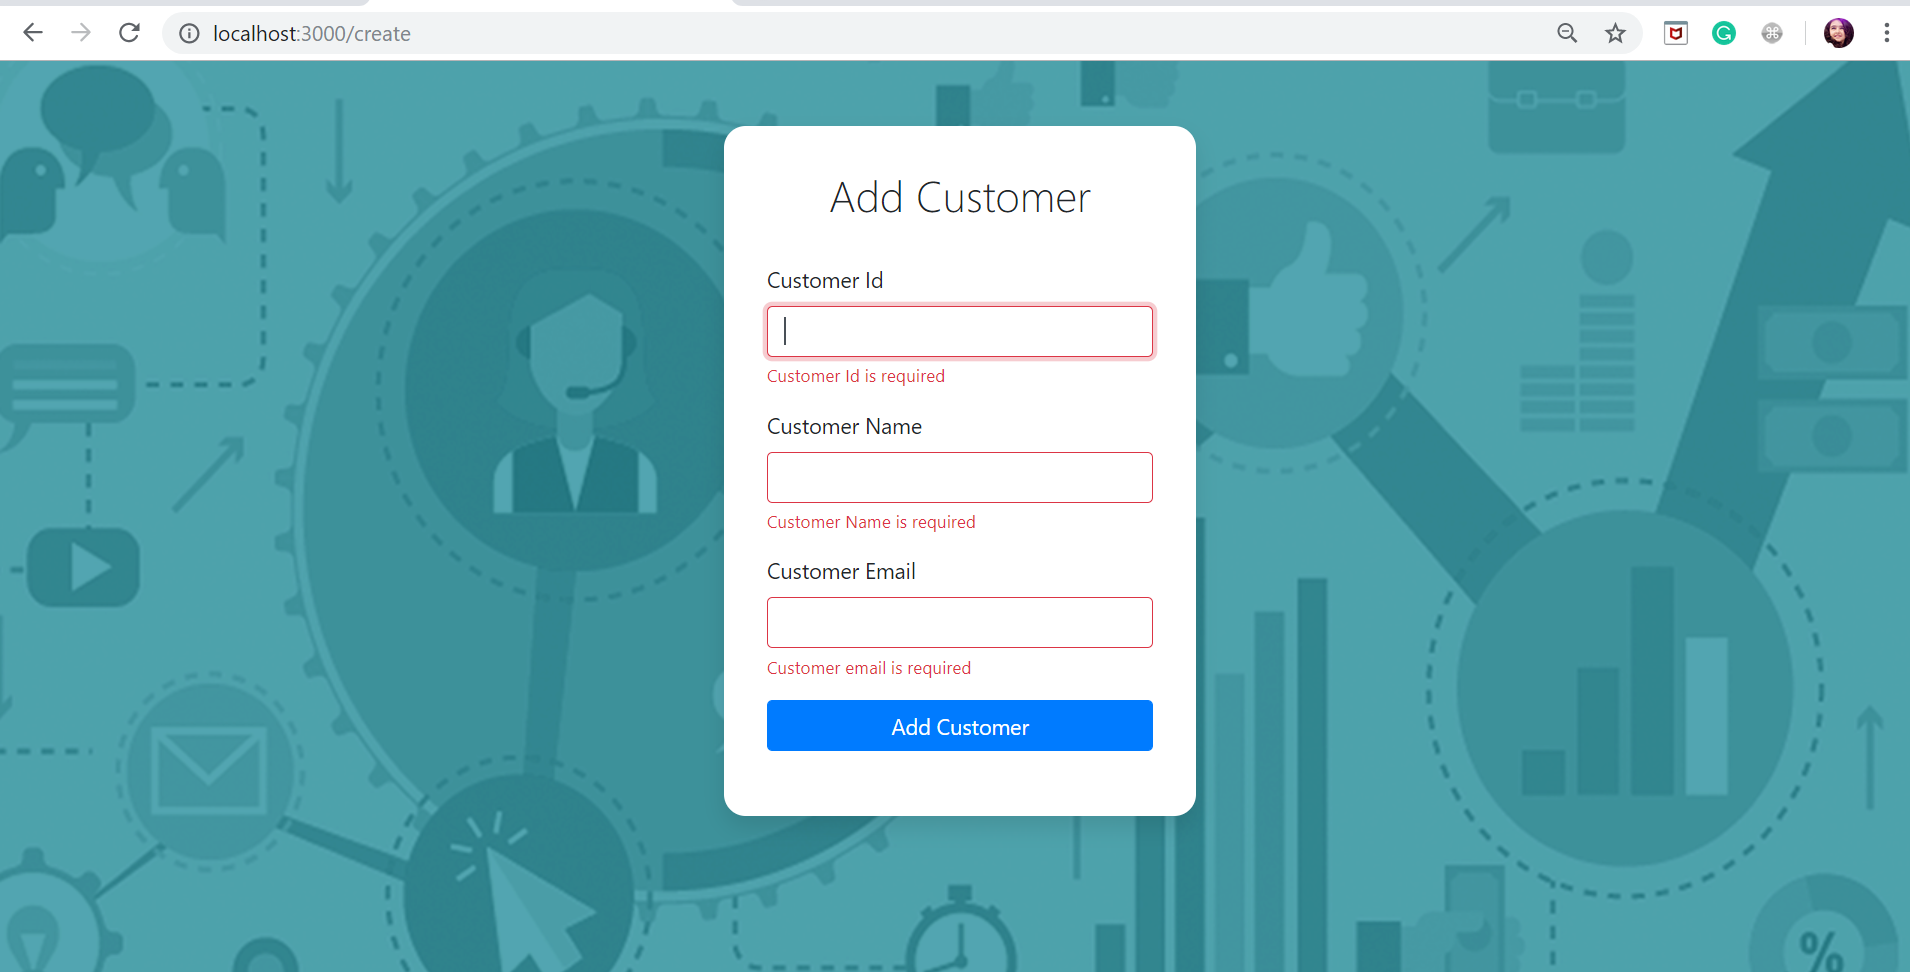 localhost:3000/create
Add Customer
Customer Id
Customer Id is required
Customer Name
Customer Name is required
Customer Email
Customer email is required
Add Customer
%